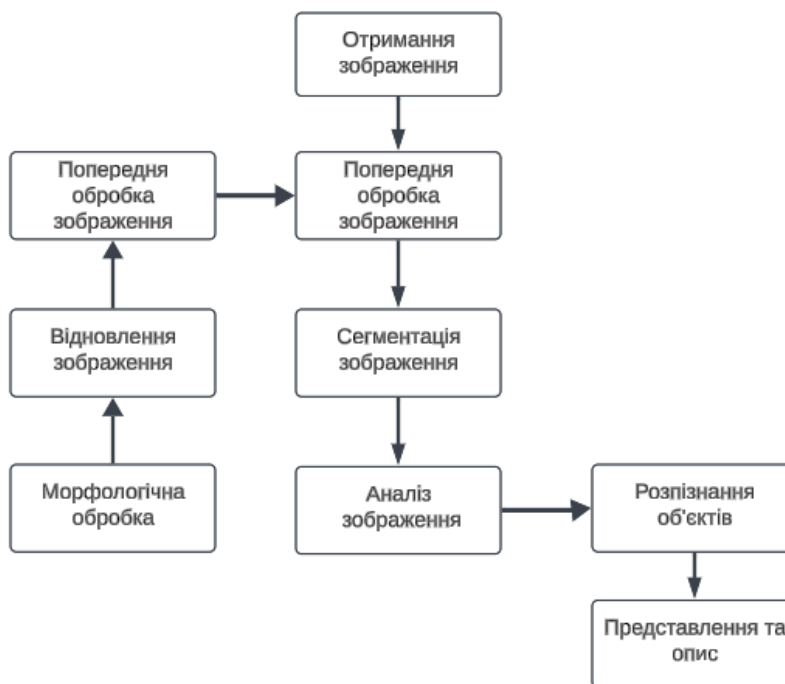 Отримання
зображення
Попередня
обробка
зображення
Попередня
обробка
зображення
Відновлення
зображення
Сегментація
зображення
Морфологічна
обробка
Аналіз
зображення
Розпізнання
об'єктів
Представлення та
опис